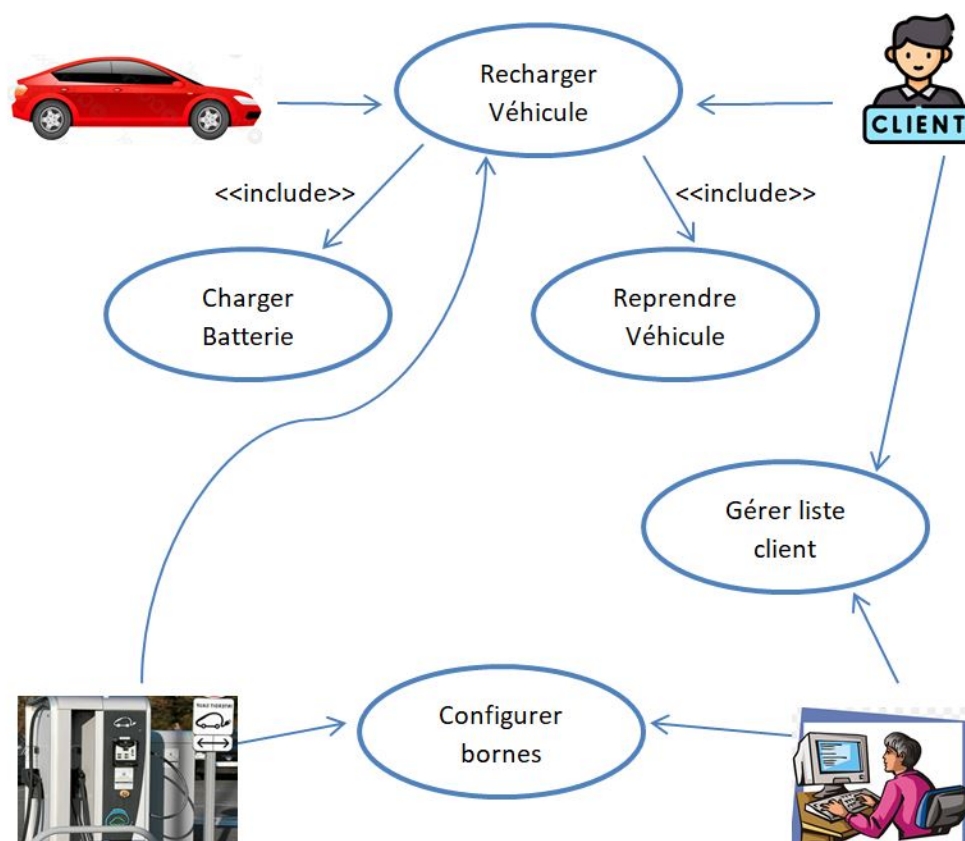 Recharger
Véhicule
CLIENT
<<include>>
<<include>>
Charger
Batterie
Reprendre
Véhicule
Gérer liste
client
Configurer
bornes